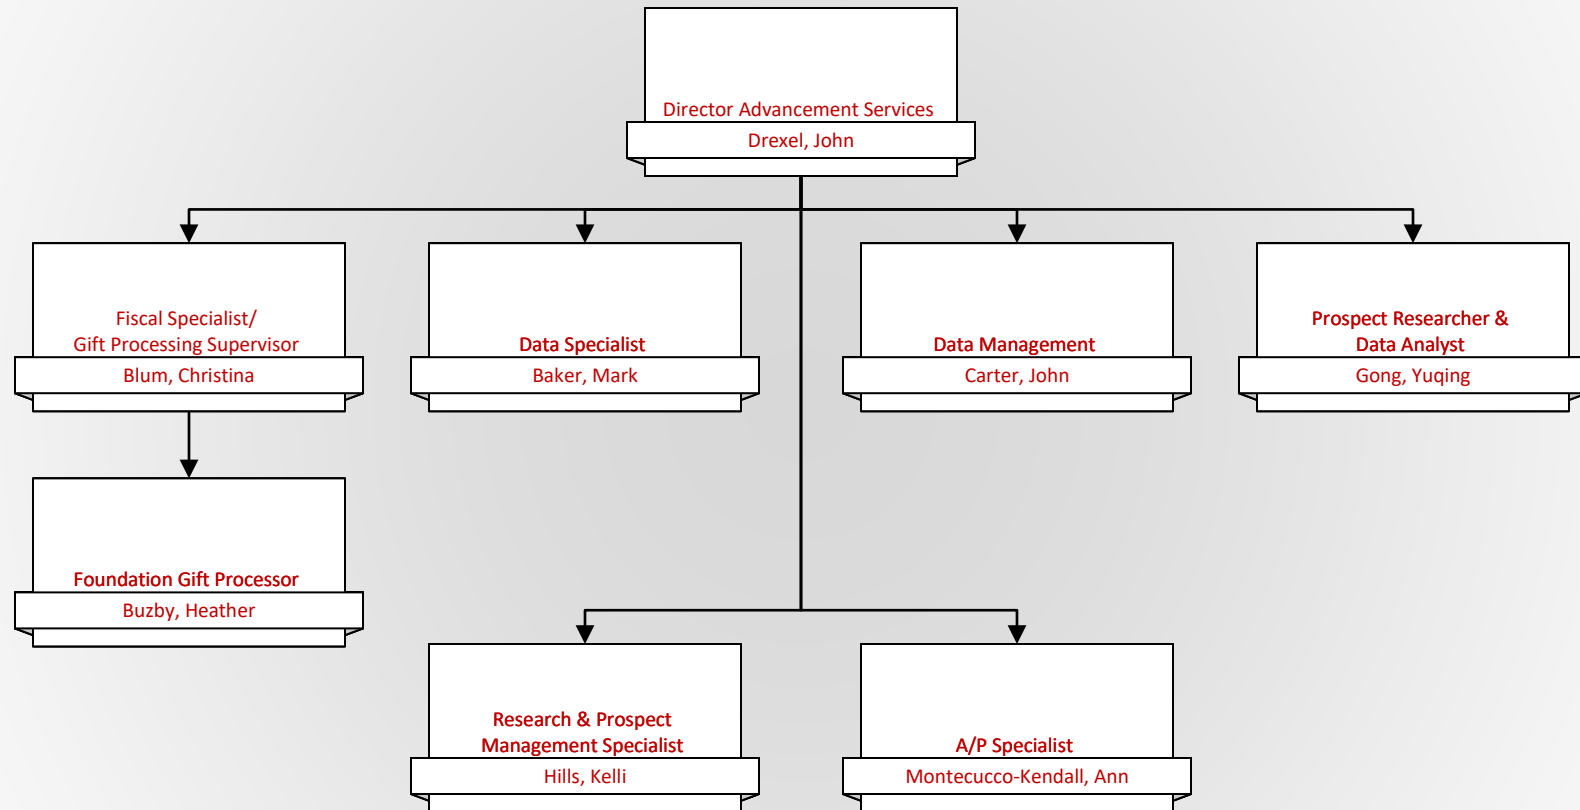 Director Advancement Services
Drexel, John
Fiscal Specialist/
Gift Processing Supervisor
Blum, Christina
Data Specialist
Baker, Mark
Data Management
Carter, John
Prospect Researcher &
Data Analyst
Gong, Yuqing
Foundation Gift Processor
Buzby, Heather
Research & Prospect
Management Specialist
Hills, Kelli
A/P Specialist
Montecucco-Kendall, Ann